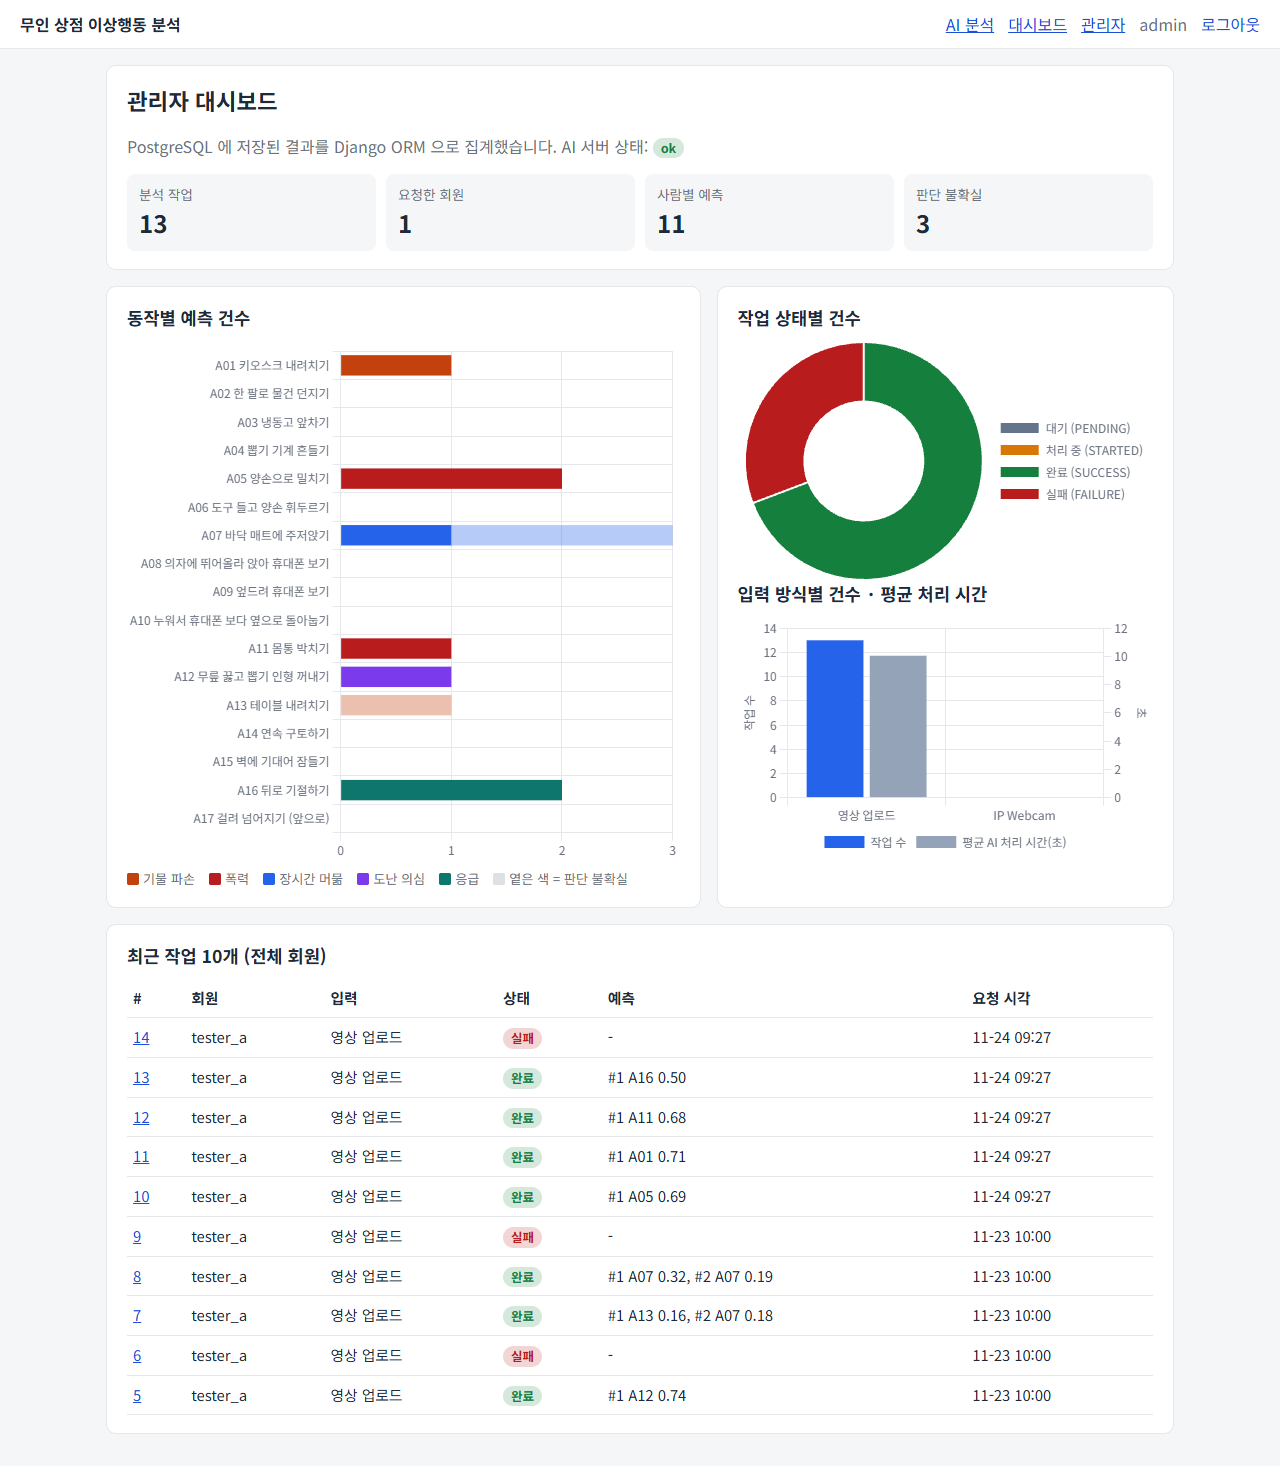 무인 상점 이상행동 분석
AI 분석 대시보드 관리자 admin 로그아웃
관리자 대시보드
PostgreSQL 에 저장된 결과를 Django ORM 으로 집계했습니다. AI 서버 상태: ok
분석 작업
13
요청한 회원
1
사람별 예측
11
판단 불확실
3
동작별 예측 건수
A01 키오스크 내려치기
A02 한 팔로 물건 던지기
A03 냉동고 앞차기
A04 뽑기 기계 흔들기
A05 양손으로 밀치기
A06 도구 들고 양손 휘두르기
A07 바닥 매트에 주저앉기
A08 의자에 뛰어올라 앉아 휴대폰 보기
A09 엎드려 휴대폰 보기
A10 누워서 휴대폰 보다 옆으로 돌아눕기
A11 몸통 박치기
A12 무릎 꿇고 뽑기 인형 꺼내기
A13 테이블 내려치기
A14 연속 구토하기
A15 벽에 기대어 잠들기
A16 뒤로 기절하기
A17 걸려 넘어지기 (앞으로)
0 1 2 3
기물 파손 폭력 장시간 머묾 도난 의심 응급 옅은 색 = 판단 불확실
작업 상태별 건수
대기 (PENDING)
처리 중 (STARTED)
완료 (SUCCESS)
실패 (FAILURE)
입력 방식별 건수 · 평균 처리 시간
작업 수
14
12
10
8
6
4
2
0
12
10
8
6
4
2
0
초
영상 업로드 IP Webcam
작업 수 평균 AI 처리 시간(초)
최근 작업 10개 (전체 회원)
# 회원 입력 상태 예측 요청 시각
14 tester_a 영상 업로드 실패 - 11-24 09:27
13 tester_a 영상 업로드 완료 #1 A16 0.50 11-24 09:27
12 tester_a 영상 업로드 완료 #1 A11 0.68 11-24 09:27
11 tester_a 영상 업로드 완료 #1 A01 0.71 11-24 09:27
10 tester_a 영상 업로드 완료 #1 A05 0.69 11-24 09:27
9 tester_a 영상 업로드 실패 - 11-23 10:00
8 tester_a 영상 업로드 완료 #1 A07 0.32, #2 A07 0.19 11-23 10:00
7 tester_a 영상 업로드 완료 #1 A13 0.16, #2 A07 0.18 11-23 10:00
6 tester_a 영상 업로드 실패 - 11-23 10:00
5 tester_a 영상 업로드 완료 #1 A12 0.74 11-23 10:00